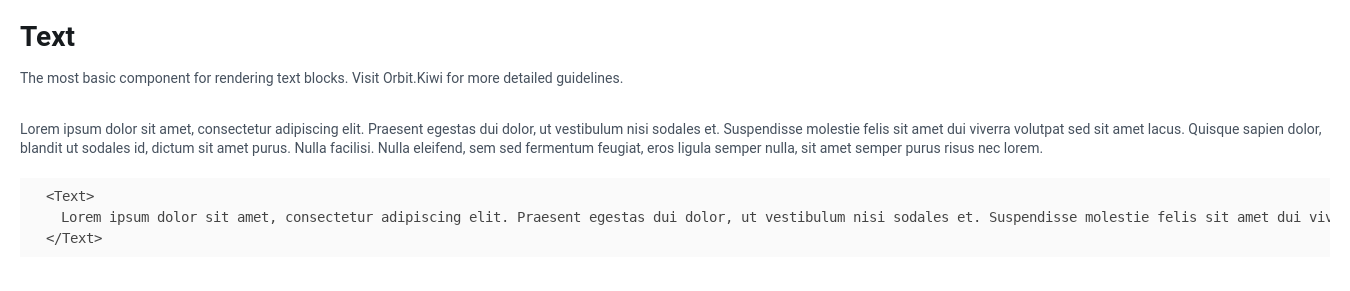 Text
The most basic component for rendering text blocks. Visit Orbit.Kiwi for more detailed guidelines.
Lorem ipsum dolor sit amet, consectetur adipiscing elit. Praesent egestas dui dolor, ut vestibulum nisi sodales et. Suspendisse molestie felis sit amet dui viverra volutpat sed sit amet lacus. Quisque sapien dolor,
blandit ut sodales id, dictum sit amet purus. Nulla facilisi. Nulla eleifend, sem sed fermentum feugiat, eros ligula semper nulla, sit amet semper purus risus nec lorem.
<Text>
Lorem ipsum dolor sit amet, consectetur adipiscing elit. Praesent egestas dui dolor, ut vestibulum nisi sodales et. Suspendisse molestie felis sit amet dui
</Text>